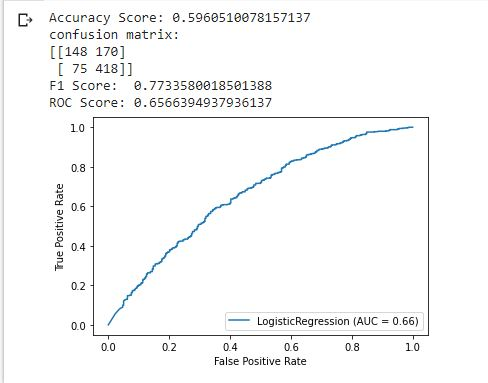 Accuracy Score: 0.5960510078157137
confusion matrix:
[[148 170]
 [ 75 418]]
F1 Score:  0.7733580018501388
ROC Score: 0.6566394937936137
1.0
0.8
0.6
0.4
0.2
0.0
True Positive Rate
LogisticRegression (AUC = 0.66)
0.0 0.2 0.4 0.6 0.8 1.0
False Positive Rate